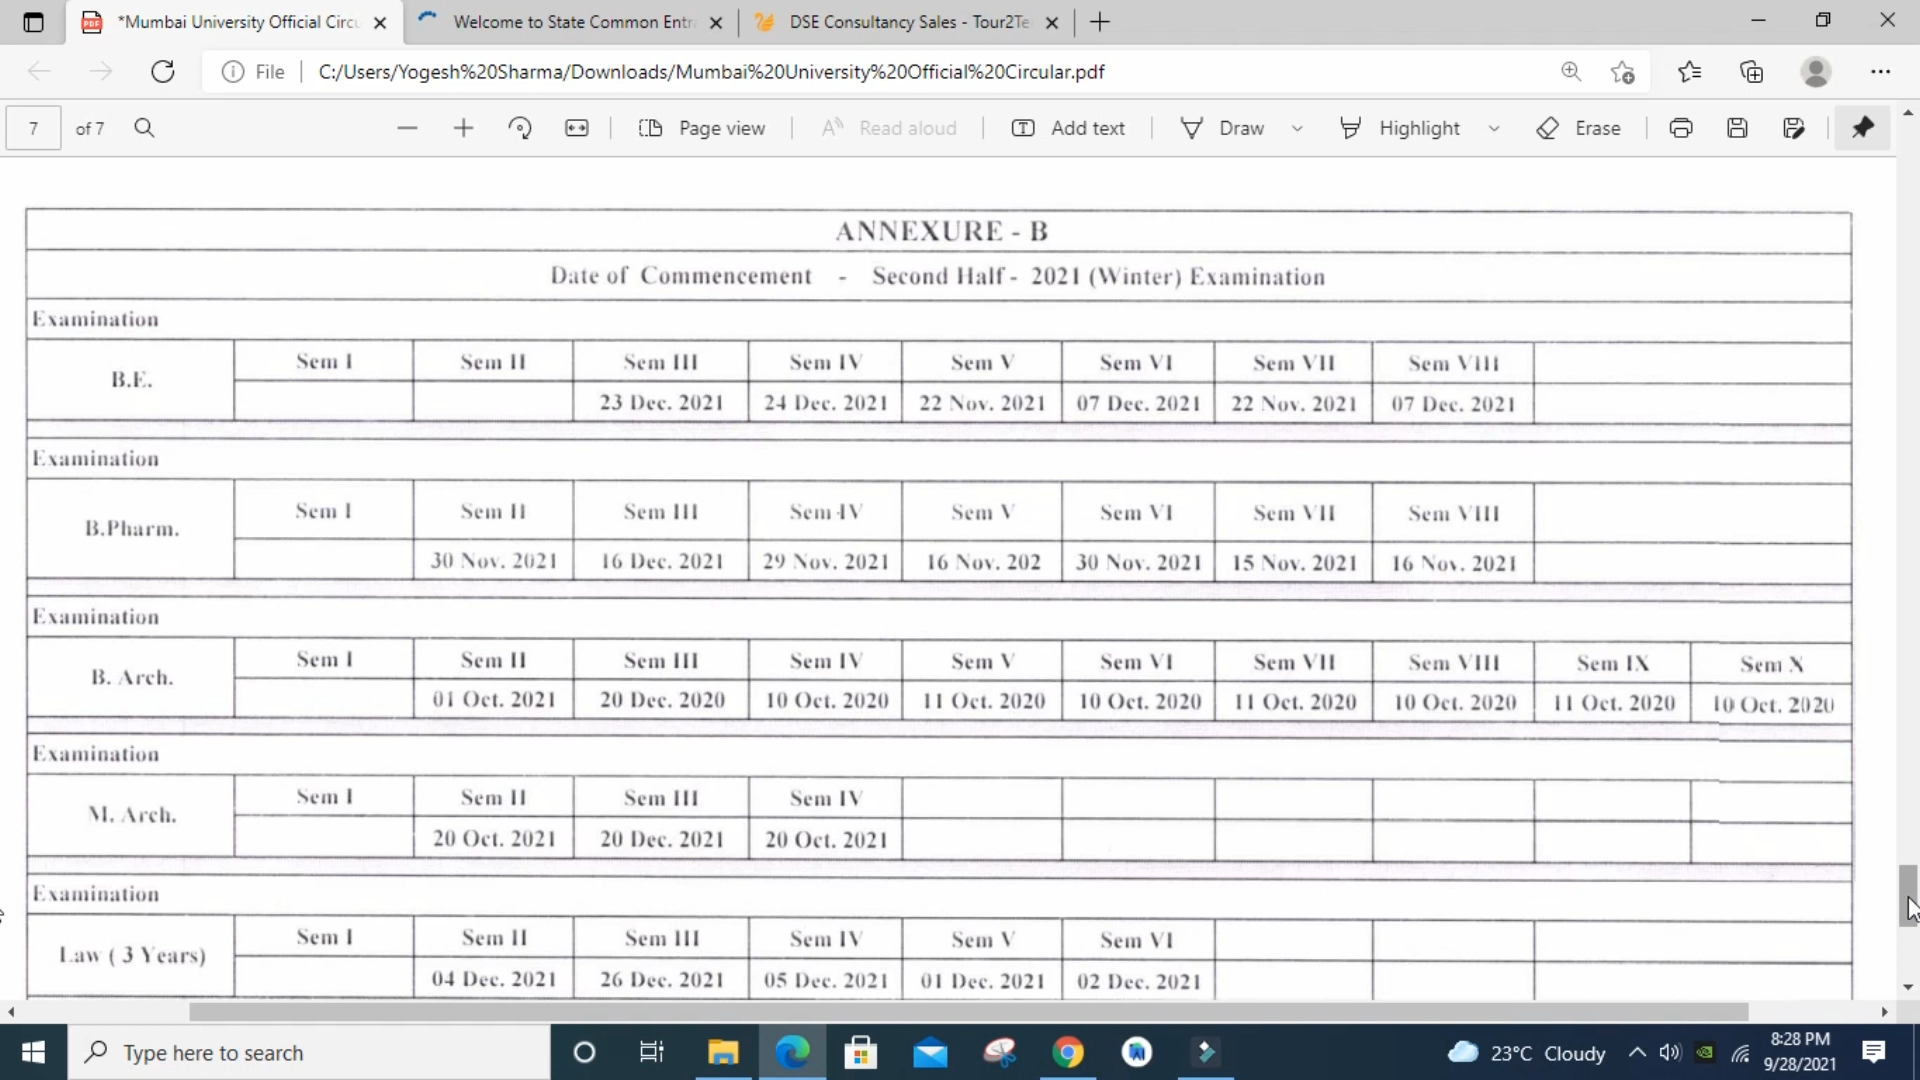 *Mumbai University Official Circu
Welcome to State Common Entr
DSE Consultancy Sales - Tour2Te
File
C:/Users/Yogesh%20Sharma/Downloads/Mumbai%20University%20Official%20Circular.pdf
7 of 7
Page view
Read aloud
Add text
Draw
Highlight
Erase
ANNEXURE - B
Date of Commencement - Second Half - 2021 (Winter) Examination
Examination
B.E.
Sem I Sem II Sem III Sem IV Sem V Sem VI Sem VII Sem VIII
23 Dec. 2021 24 Dec. 2021 22 Nov. 2021 07 Dec. 2021 22 Nov. 2021 07 Dec. 2021
Examination
B.Pharm.
Sem I Sem II Sem III Sem IV Sem V Sem VI Sem VII Sem VIII
30 Nov. 2021 16 Dec. 2021 29 Nov. 2021 16 Nov. 202 30 Nov. 2021 15 Nov. 2021 16 Nov. 2021
Examination
B. Arch.
Sem I Sem II Sem III Sem IV Sem V Sem VI Sem VII Sem VIII Sem IX Sem X
01 Oct. 2021 20 Dec. 2020 10 Oct. 2020 11 Oct. 2020 10 Oct. 2020 11 Oct. 2020 10 Oct. 2020 11 Oct. 2020 10 Oct. 2020
Examination
M. Arch.
Sem I Sem II Sem III Sem IV
20 Oct. 2021 20 Dec. 2021 20 Oct. 2021
Examination
Law ( 3 Years)
Sem I Sem II Sem III Sem IV Sem V Sem VI
04 Dec. 2021 26 Dec. 2021 05 Dec. 2021 01 Dec. 2021 02 Dec. 2021
Type here to search
23°C Cloudy
8:28 PM
9/28/2021